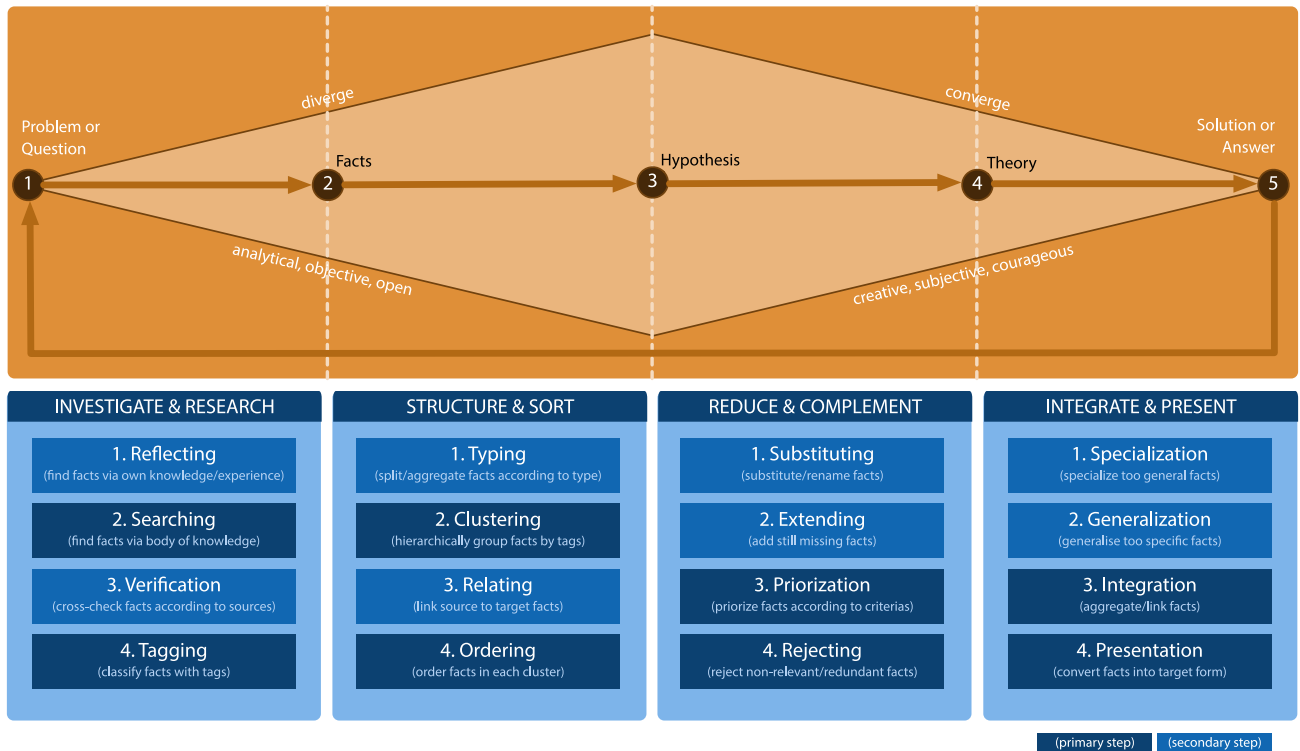 diverge
converge
Problem or
Question
Solution or
Answer
Facts
Hypothesis
Theory
1
2
3
4
5
analytical, objective, open
creative, subjective, courageous
INVESTIGATE & RESEARCH
1. Reflecting
(find facts via own knowledge/experience)
2. Searching
(find facts via body of knowledge)
3. Verification
(cross-check facts according to sources)
4. Tagging
(classify facts with tags)
STRUCTURE & SORT
1. Typing
(split/aggregate facts according to type)
2. Clustering
(hierarchically group facts by tags)
3. Relating
(link source to target facts)
4. Ordering
(order facts in each cluster)
REDUCE & COMPLEMENT
1. Substituting
(substitute/rename facts)
2. Extending
(add still missing facts)
3. Priorization
(priorize facts according to criterias)
4. Rejecting
(reject non-relevant/redundant facts)
INTEGRATE & PRESENT
1. Specialization
(specialize too general facts)
2. Generalization
(generalise too specific facts)
3. Integration
(aggregate/link facts)
4. Presentation
(convert facts into target form)
(primary step)
(secondary step)